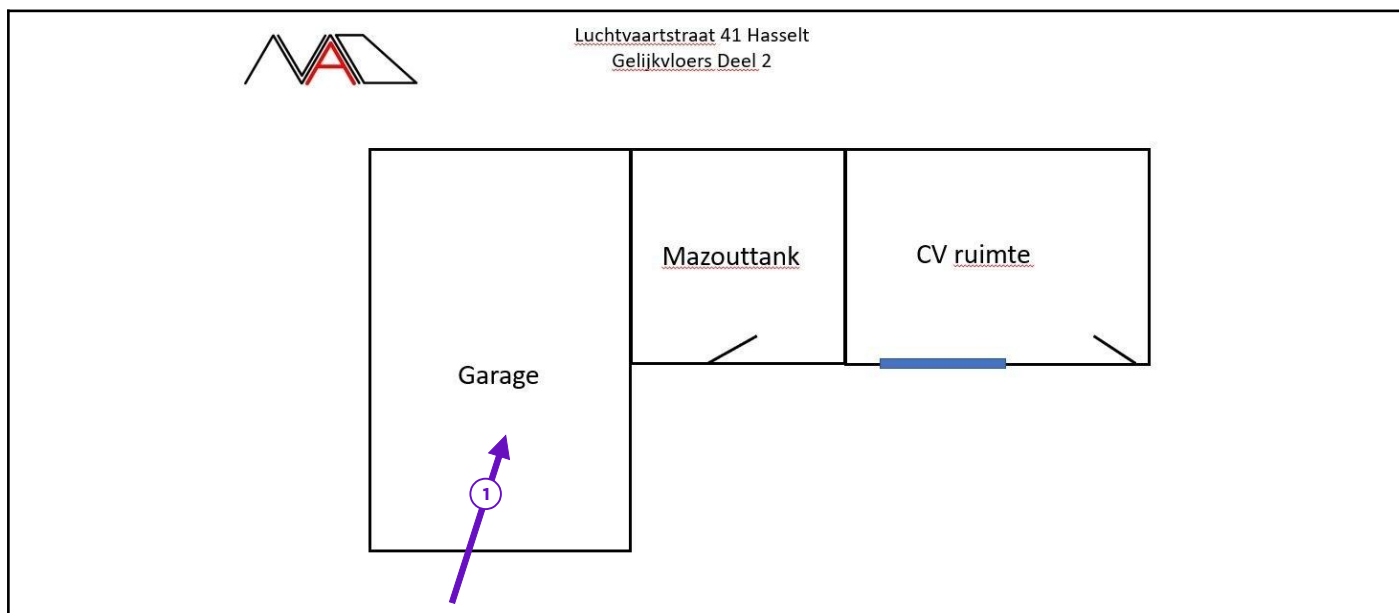 Luchtvaartstraat 41 Hasselt
Gelijkvloers Deel 2
Mazouttank
CV ruimte
Garage
1